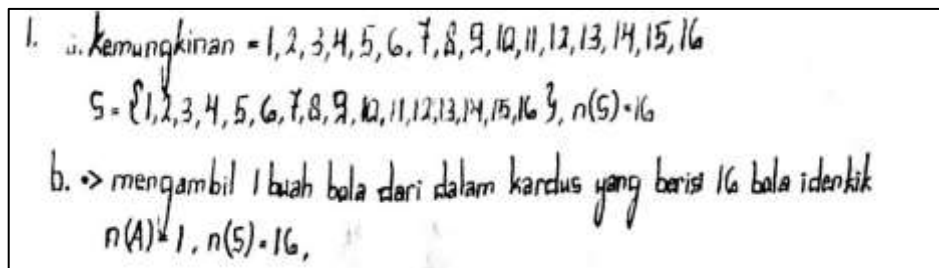 1. a. Kemungkinan = 1, 2, 3, 4, 5, 6, 7, 8, 9, 10, 11, 12, 13, 14, 15, 16
S = {1, 2, 3, 4, 5, 6, 7, 8, 9, 10, 11, 12, 13, 14, 15, 16}, n(S) = 16
b. => mengambil 1 buah bola dari dalam kardus yang berisi 16 bola identik
n(A) = 1, n(S) = 16,